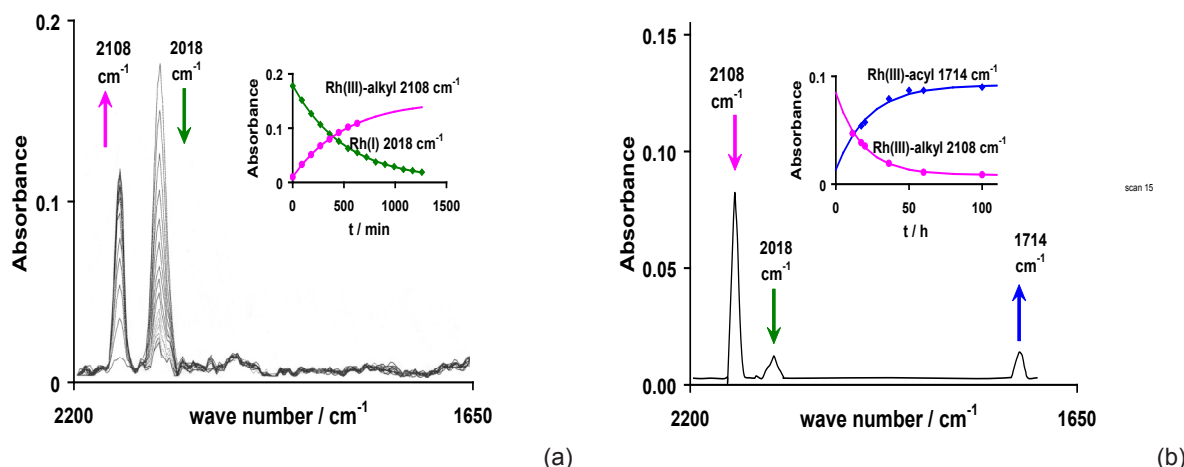 0.2
0.1
0
Absorbance
2108
cm-1
2018
cm-1
2200
wave number / cm-1
1650
0.2
0.1
0
Absorbance
Rh(III)-alkyl 2108 cm-1
Rh(I) 2018 cm-1
0
500
1000
1500
t / min
(a)
0.15
0.10
0.05
0.00
Absorbance
2108
cm-1
2018
cm-1
1714
cm-1
2200
wave number / cm-1
1650
0.1
0
Absorbance
Rh(III)-acyl 1714 cm-1
Rh(III)-alkyl 2108 cm-1
0
50
100
t / h
scan 15
(b)